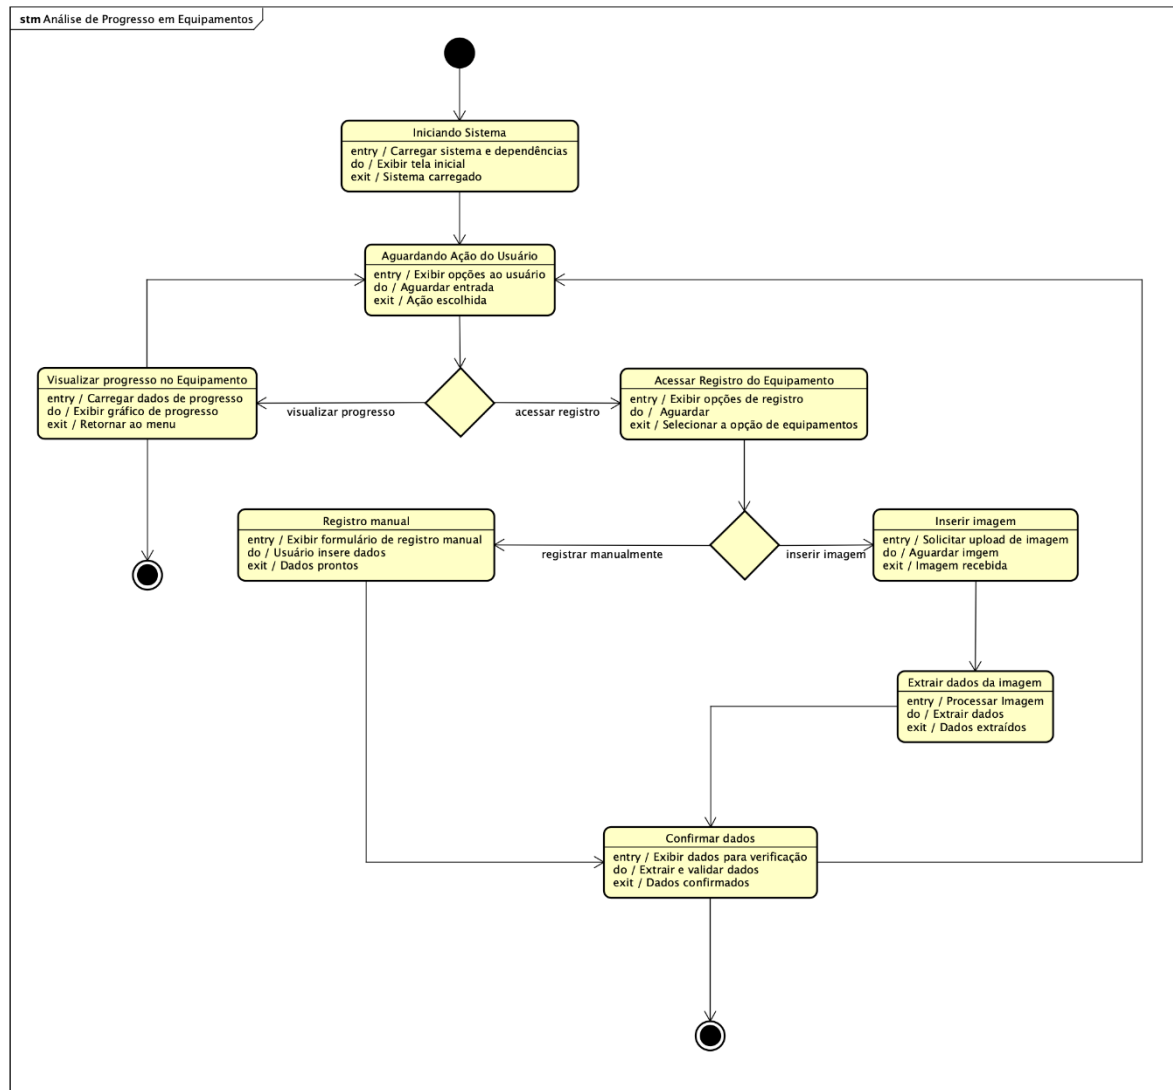 stm Análise de Progresso em Equipamentos
Iniciando Sistema
entry / Carregar sistema e dependências
do / Exibir tela inicial
exit / Sistema carregado
Aguardando Ação do Usuário
entry / Exibir opções ao usuário
do / Aguardar entrada
exit / Ação escolhida
Visualizar progresso no Equipamento
entry / Carregar dados de progresso
do / Exibir gráfico de progresso
exit / Retornar ao menu
visualizar progresso
acessar registro
Acessar Registro do Equipamento
entry / Exibir opções de registro
do / Aguardar
exit / Selecionar a opção de equipamentos
Registro manual
entry / Exibir formulário de registro manual
do / Usuário insere dados
exit / Dados prontos
registrar manualmente
inserir imagem
Inserir imagem
entry / Solicitar upload de imagem
do / Aguardar imgem
exit / Imagem recebida
Extrair dados da imagem
entry / Processar Imagem
do / Extrair dados
exit / Dados extraídos
Confirmar dados
entry / Exibir dados para verificação
do / Extrair e validar dados
exit / Dados confirmados